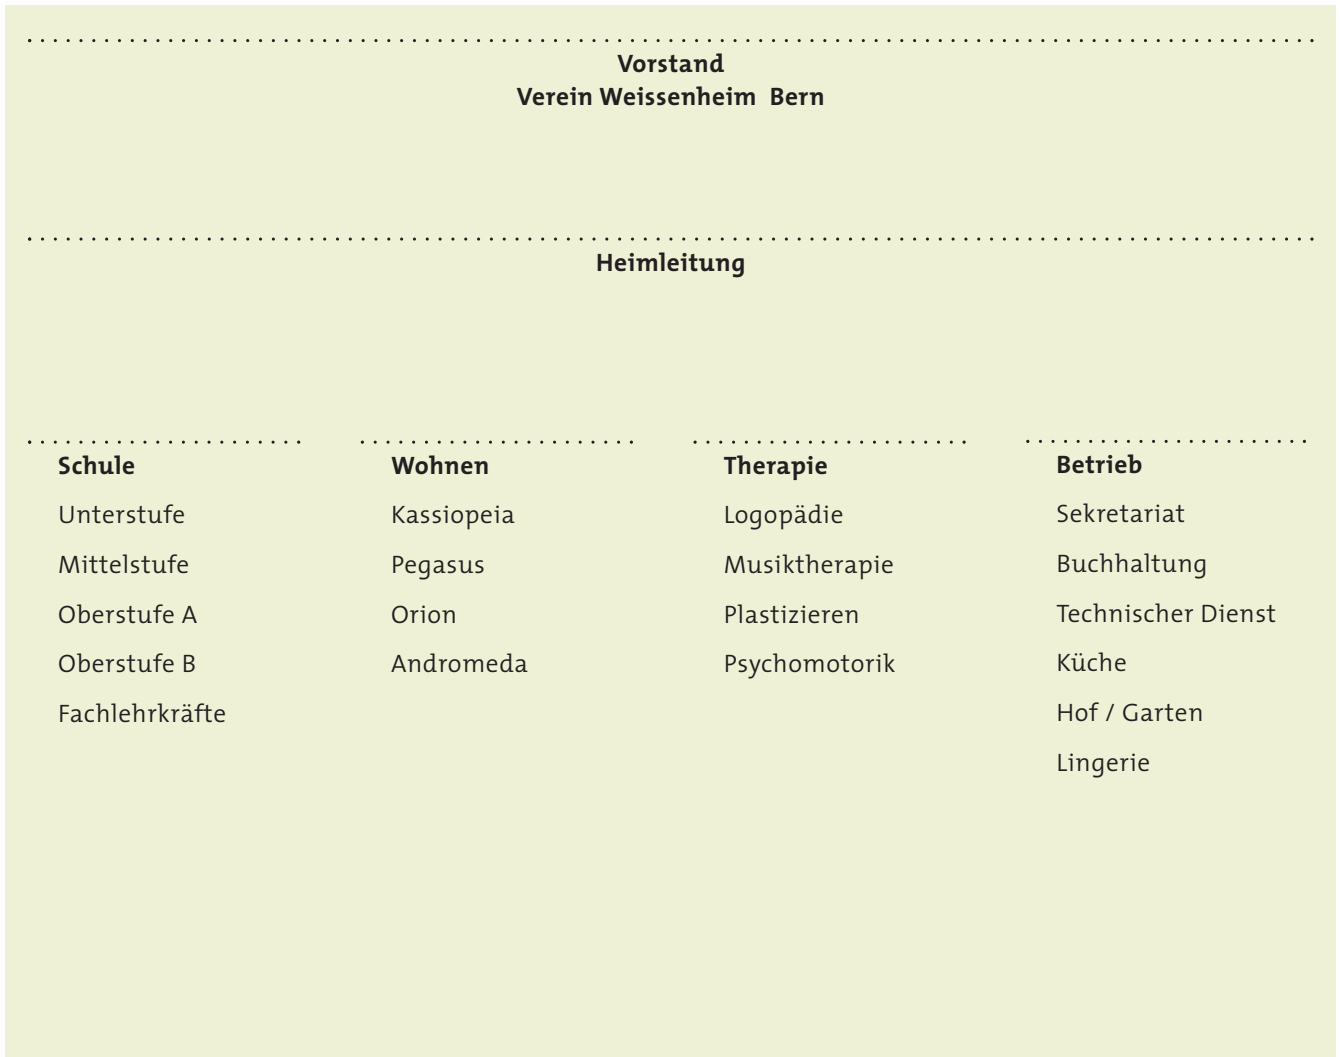 Vorstand
Verein Weissenheim Bern
Heimleitung
Schule
Unterstufe
Mittelstufe
Oberstufe A
Oberstufe B
Fachlehrkräfte
Wohnen
Kassiopeia
Pegasus
Orion
Andromeda
Therapie
Logopädie
Musiktherapie
Plastizieren
Psychomotorik
Betrieb
Sekretariat
Buchhaltung
Technischer Dienst
Küche
Hof / Garten
Lingerie